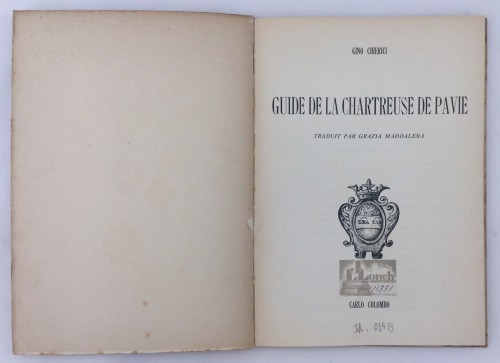 GINO CHIERICI
GUIDE DE LA CHARTREUSE DE PAVIE
TRADUIT PAR GRAZIA MADDALENA
CARLO COLOMBO